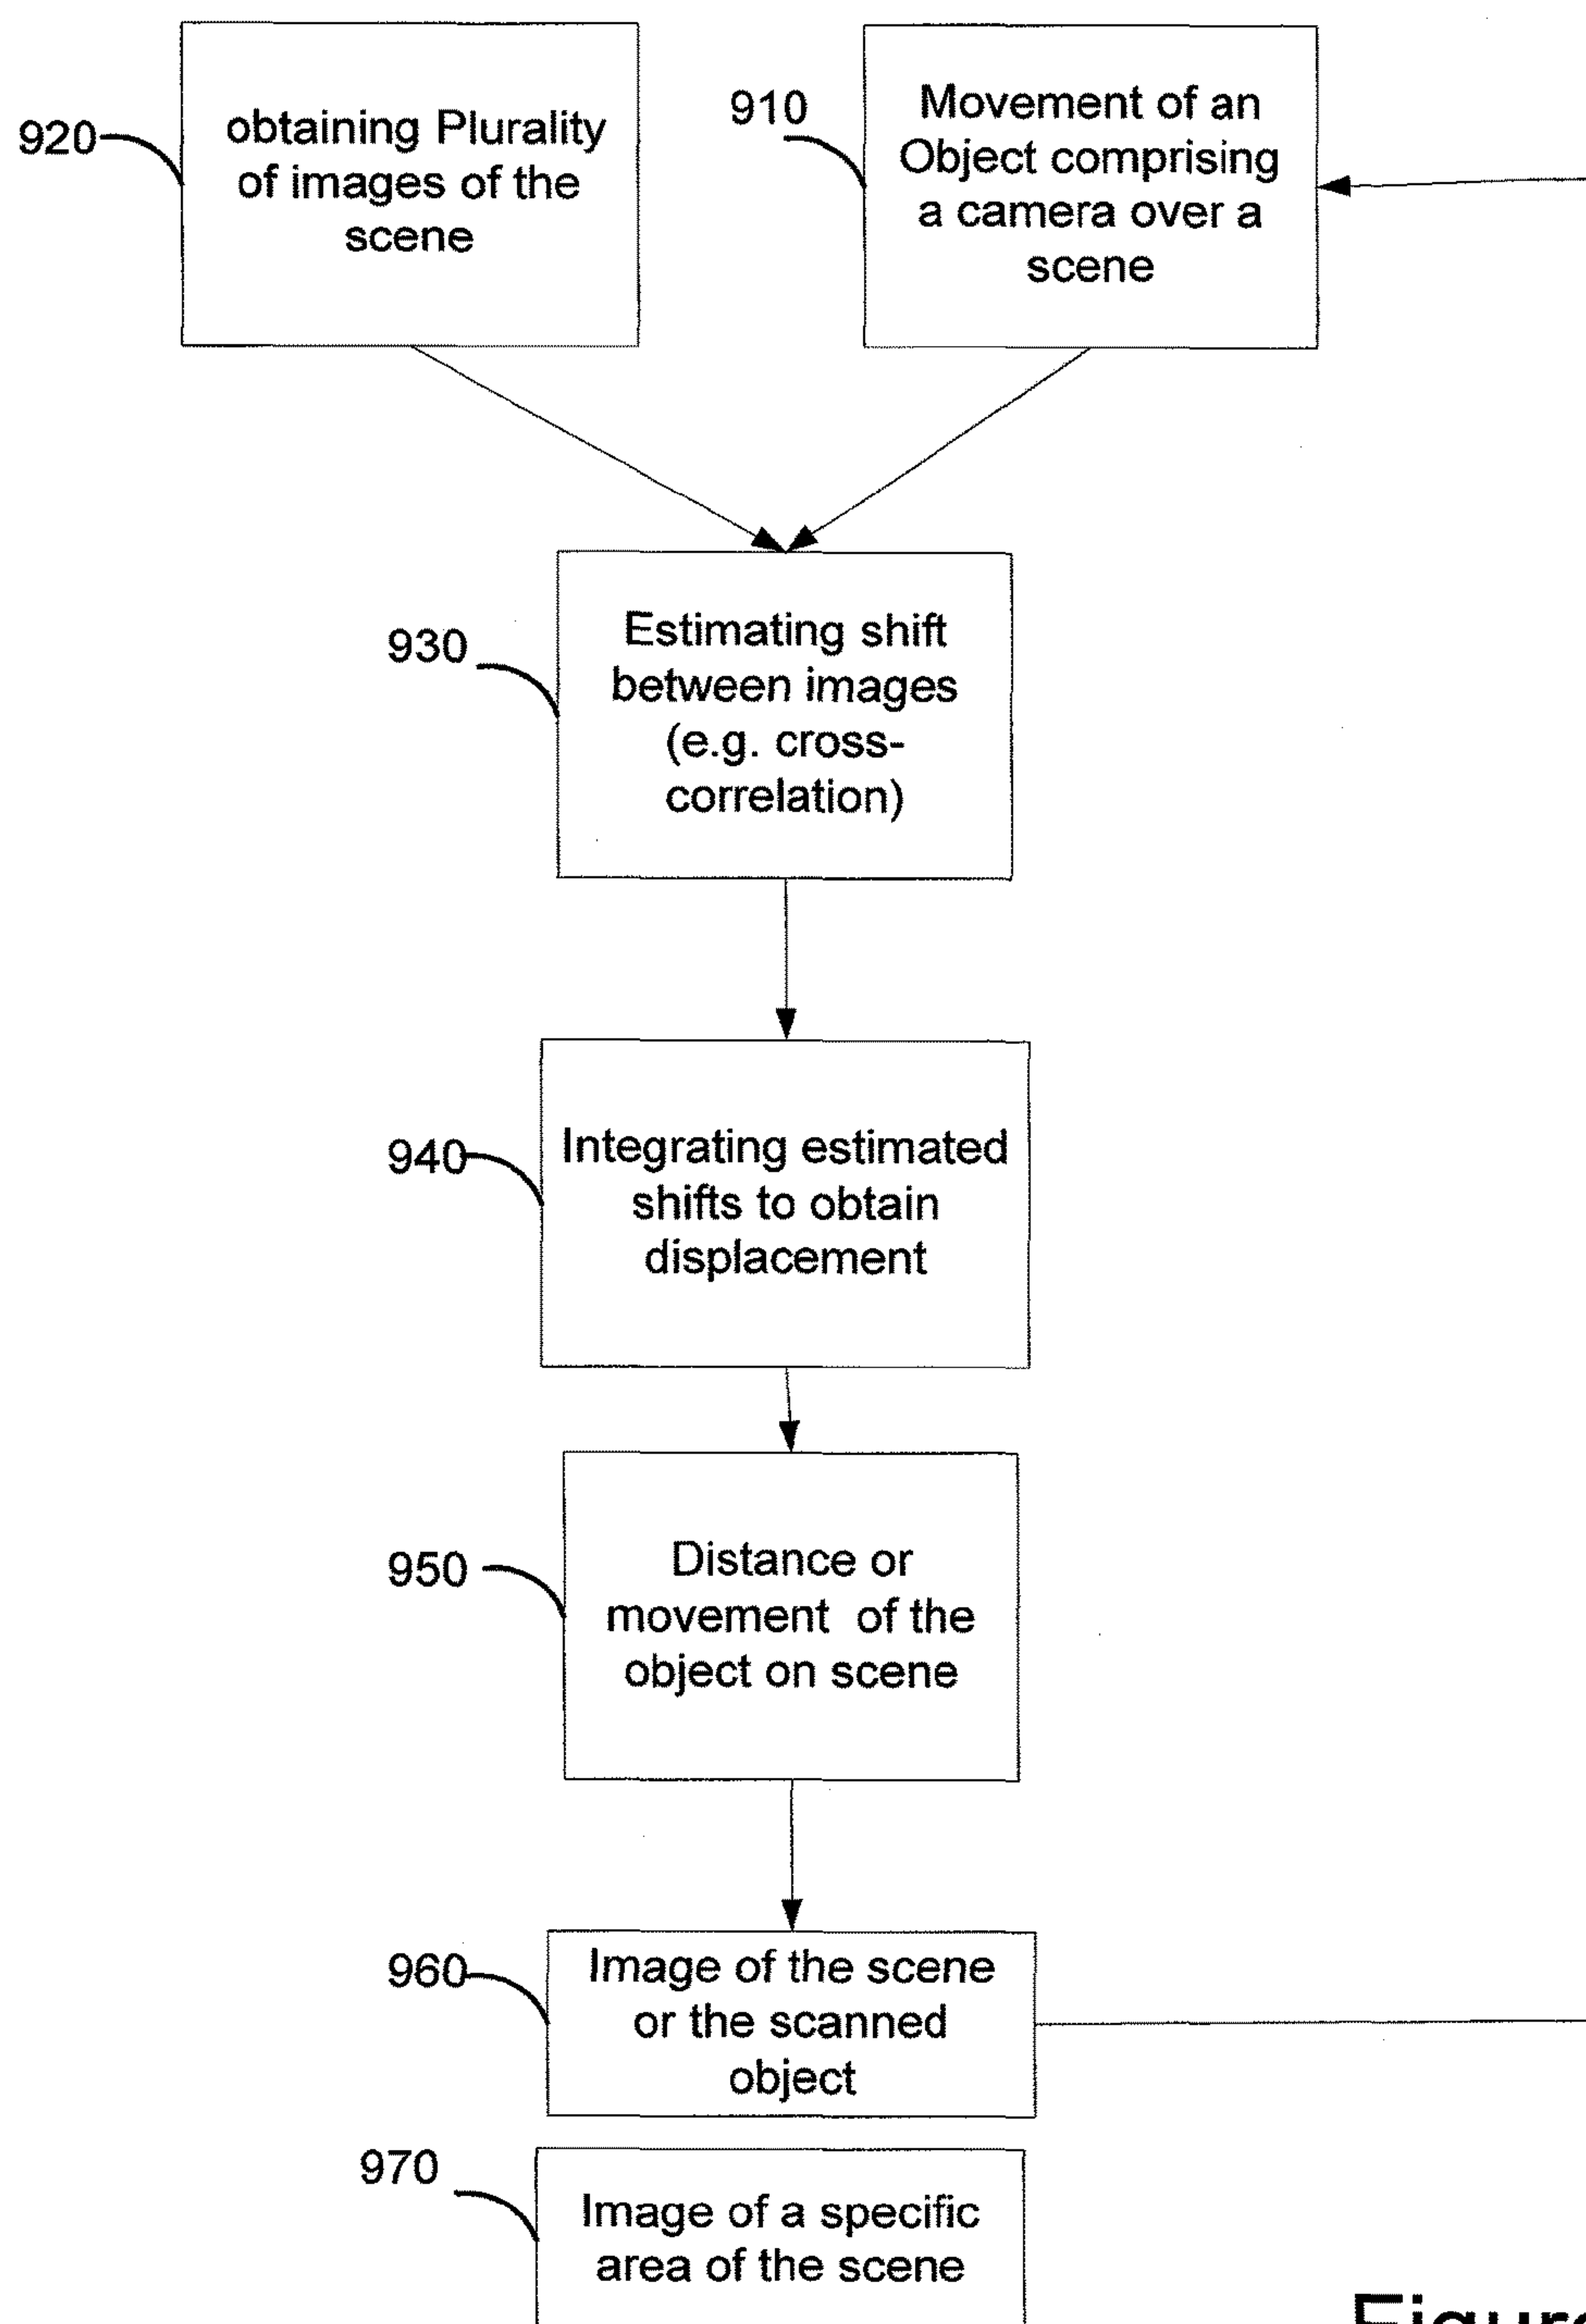 920
obtaining Plurality
of images of the
scene
910
Movement of an
Object comprising
a camera over a
scene
930
Estimating shift
between images
(e.g. cross-
correlation)
940
Integrating estimated
shifts to obtain
displacement
950
Distance or
movement of the
object on scene
960
Image of the scene
or the scanned
object
970
Image of a specific
area of the scene